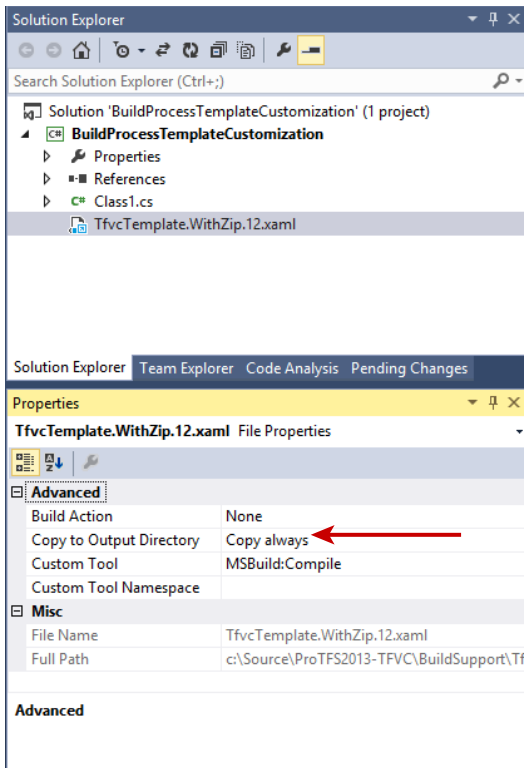 Solution Explorer
Search Solution Explorer (Ctrl+;)
Solution 'BuildProcessTemplateCustomization' (1 project)
C# BuildProcessTemplateCustomization
Properties
References
C# Class1.cs
TfvcTemplate.WithZip.12.xaml
Solution Explorer Team Explorer Code Analysis Pending Changes
Properties
TfvcTemplate.WithZip.12.xaml File Properties
Advanced
Build Action None
Copy to Output Directory Copy always
Custom Tool MSBuild:Compile
Custom Tool Namespace
Misc
File Name TfvcTemplate.WithZip.12.xaml
Full Path c:\Source\ProTFS2013-TFVC\BuildSupport\Tf
Advanced